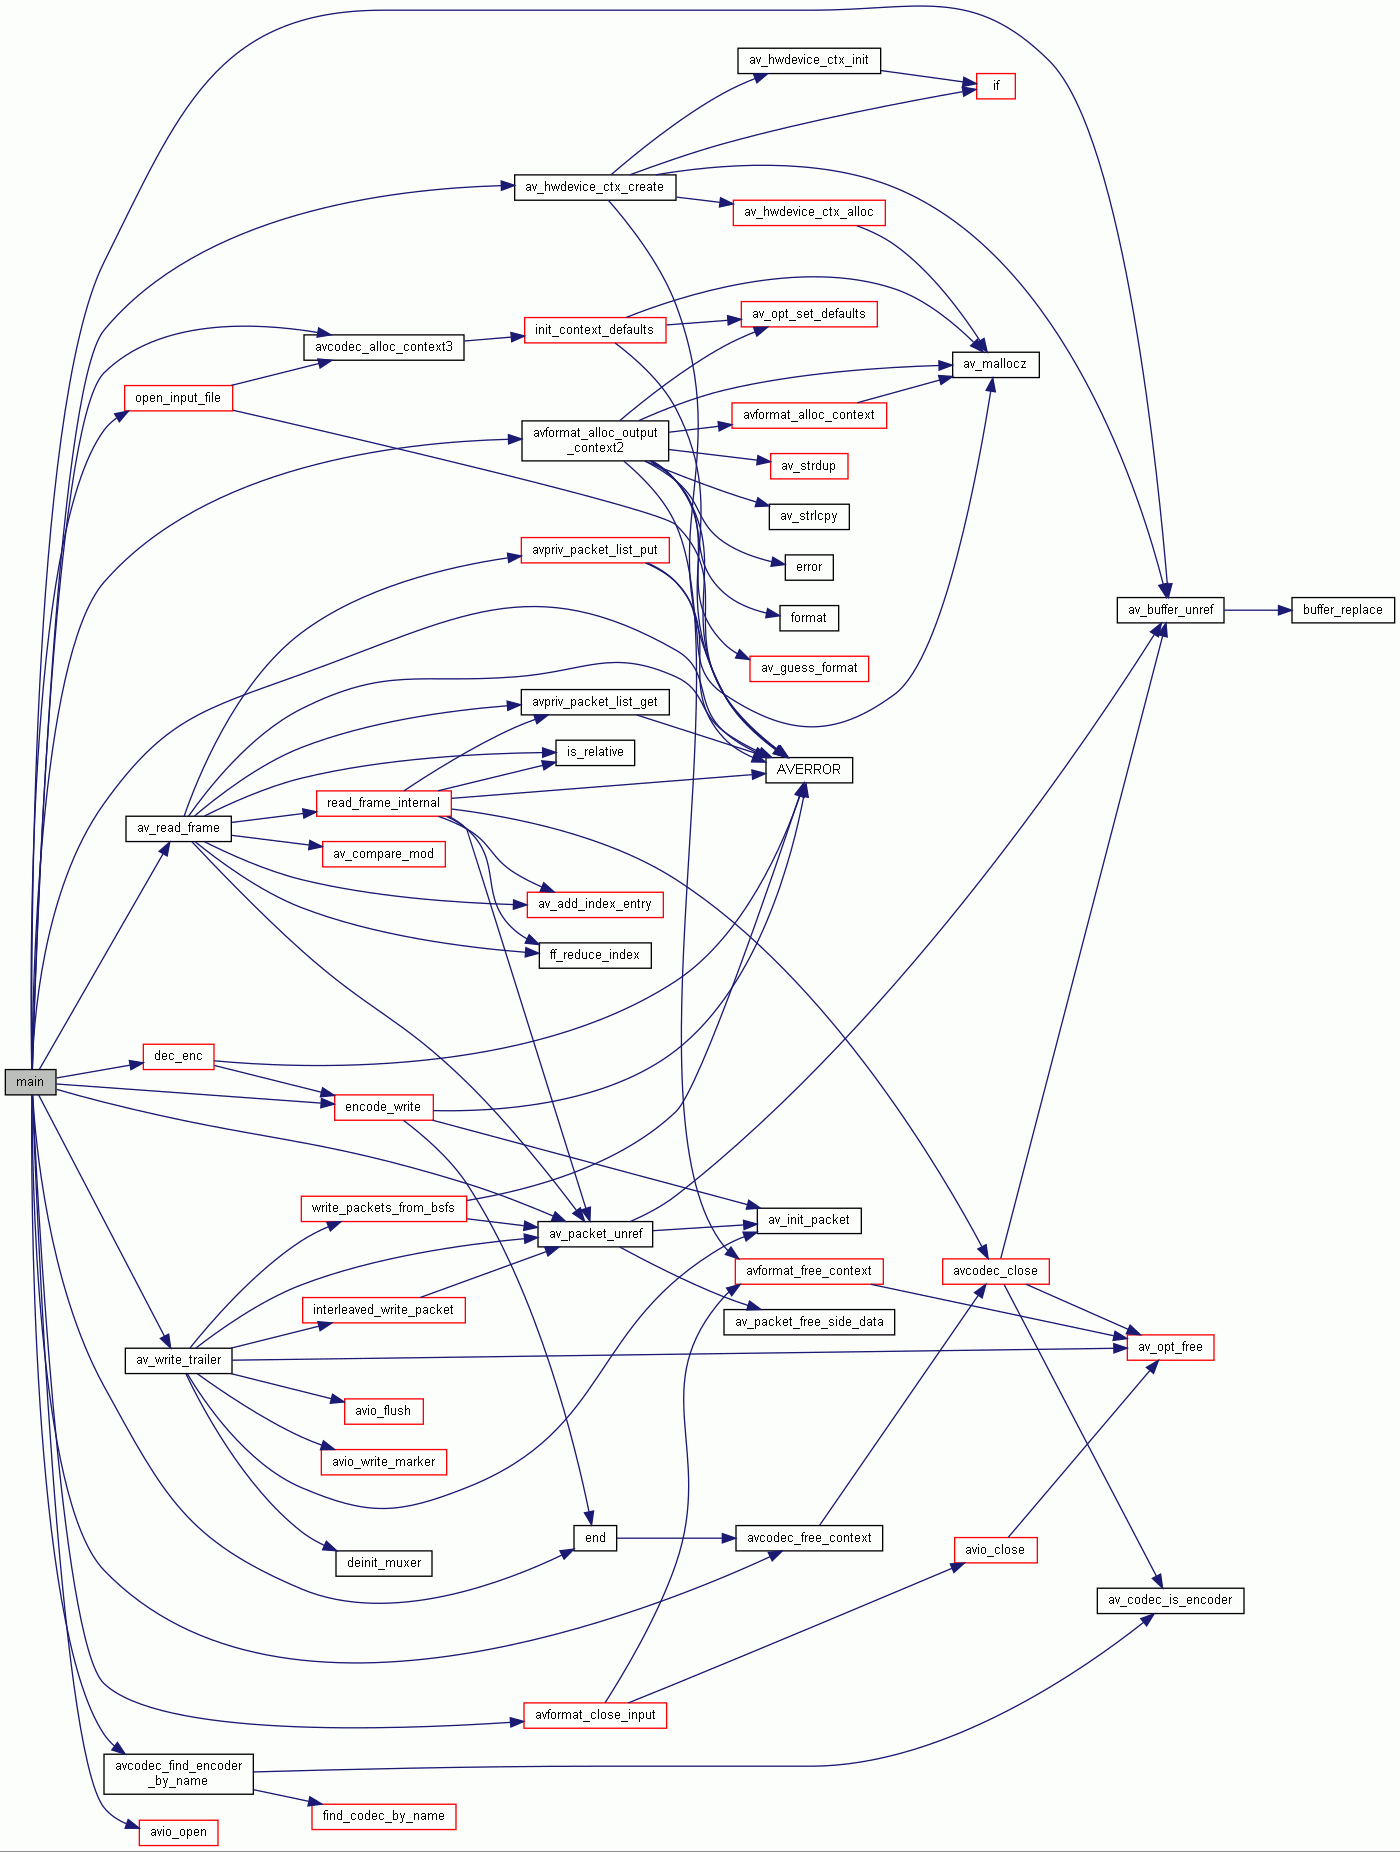 av_hwdevice_ctx_init
if
av_hwdevice_ctx_create
av_hwdevice_ctx_alloc
av_opt_set_defaults
init_context_defaults
avcodec_alloc_context3
av_mallocz
open_input_file
avformat_alloc_context
avformat_alloc_output
_context2
av_strdup
av_strlcpy
avpriv_packet_list_put
error
format
av_buffer_unref
buffer_replace
av_guess_format
avpriv_packet_list_get
is_relative
AVERROR
read_frame_internal
av_read_frame
av_compare_mod
av_add_index_entry
ff_reduce_index
dec_enc
main
encode_write
write_packets_from_bsfs
av_init_packet
av_packet_unref
avformat_free_context
avcodec_close
interleaved_write_packet
av_packet_free_side_data
av_opt_free
av_write_trailer
avio_flush
avio_write_marker
end
avcodec_free_context
avio_close
deinit_muxer
av_codec_is_encoder
avformat_close_input
avcodec_find_encoder
_by_name
find_codec_by_name
avio_open